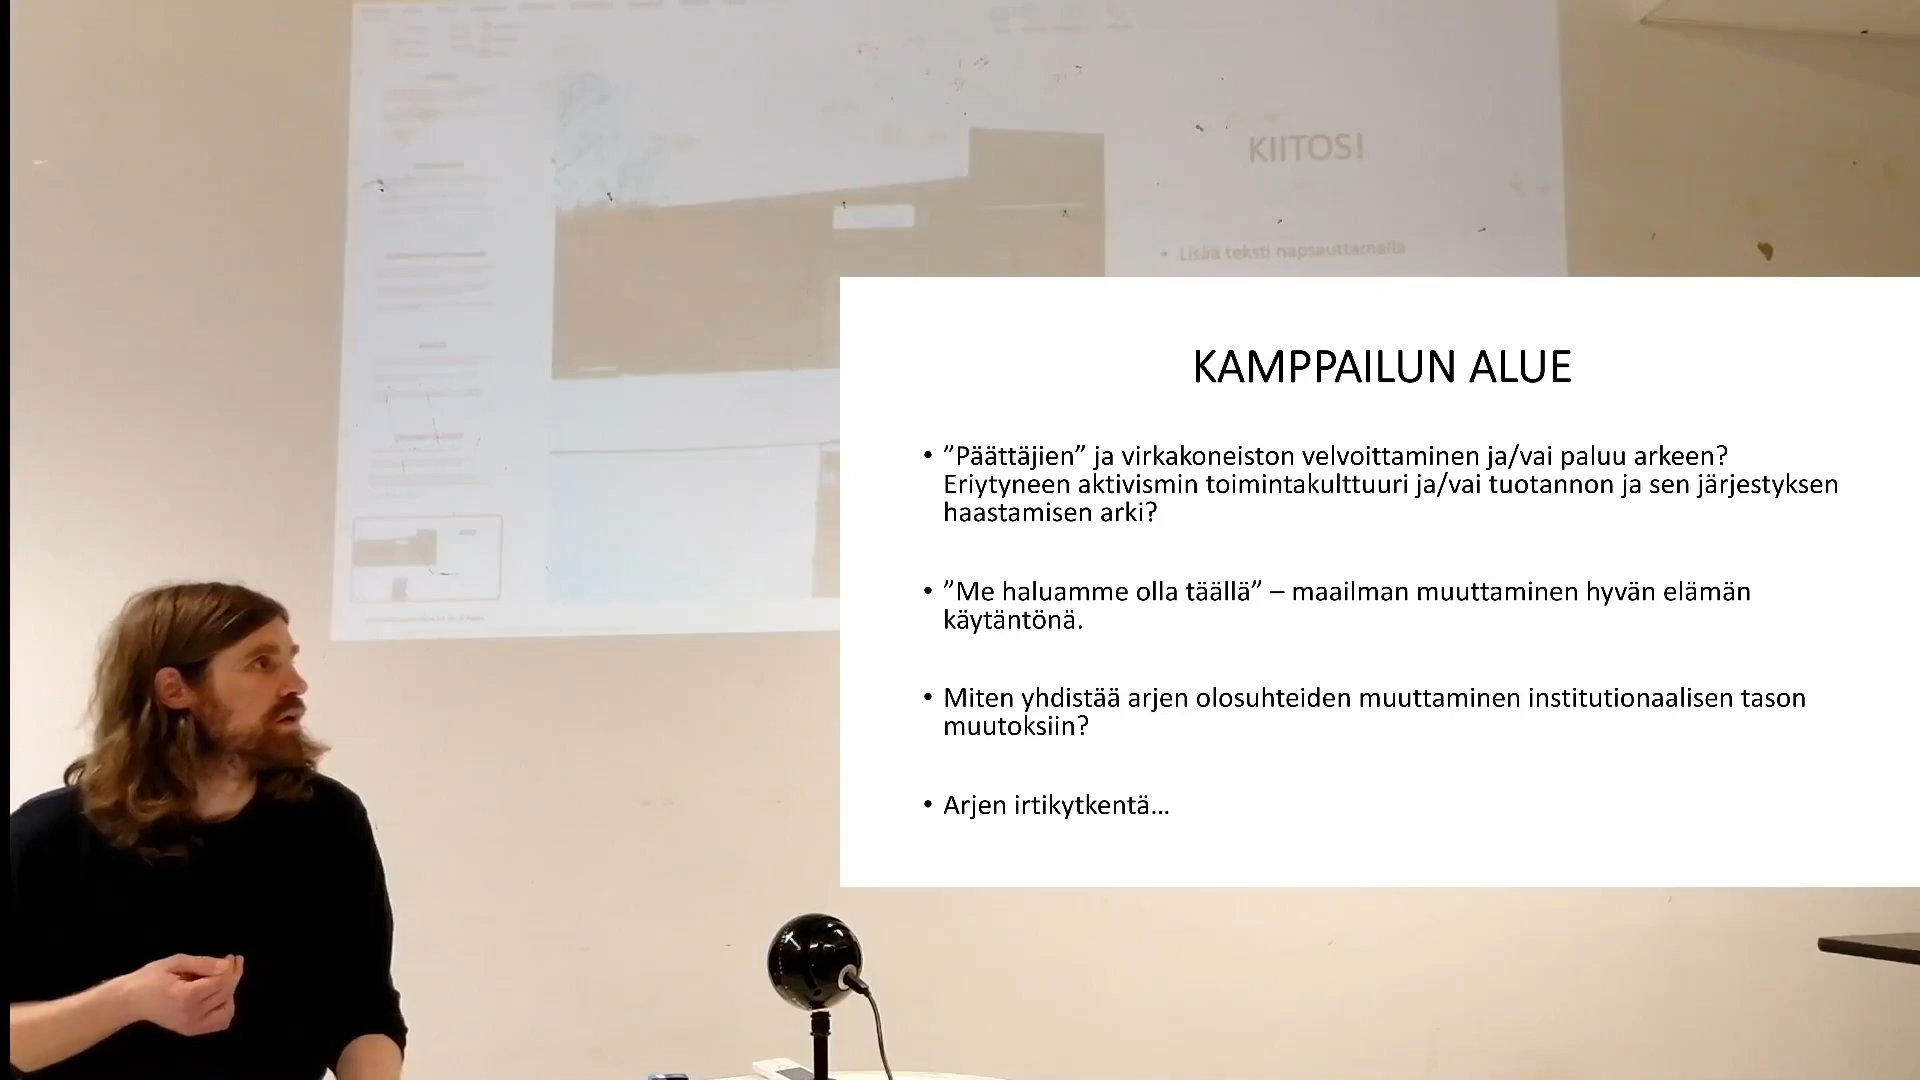 KIITOS!
• Lisää teksti napsauttamalla
KAMPPAILUN ALUE
• ”Päättäjien” ja virkakoneiston velvoittaminen ja/vai paluu arkeen?
Eriytyneen aktivismin toimintakulttuuri ja/vai tuotannon ja sen järjestyksen
haastamisen arki?
• ”Me haluamme olla täällä” – maailman muuttaminen hyvän elämän
käytäntönä.
• Miten yhdistää arjen olosuhteiden muuttaminen institutionaalisen tason
muutoksiin?
• Arjen irtikytkentä...